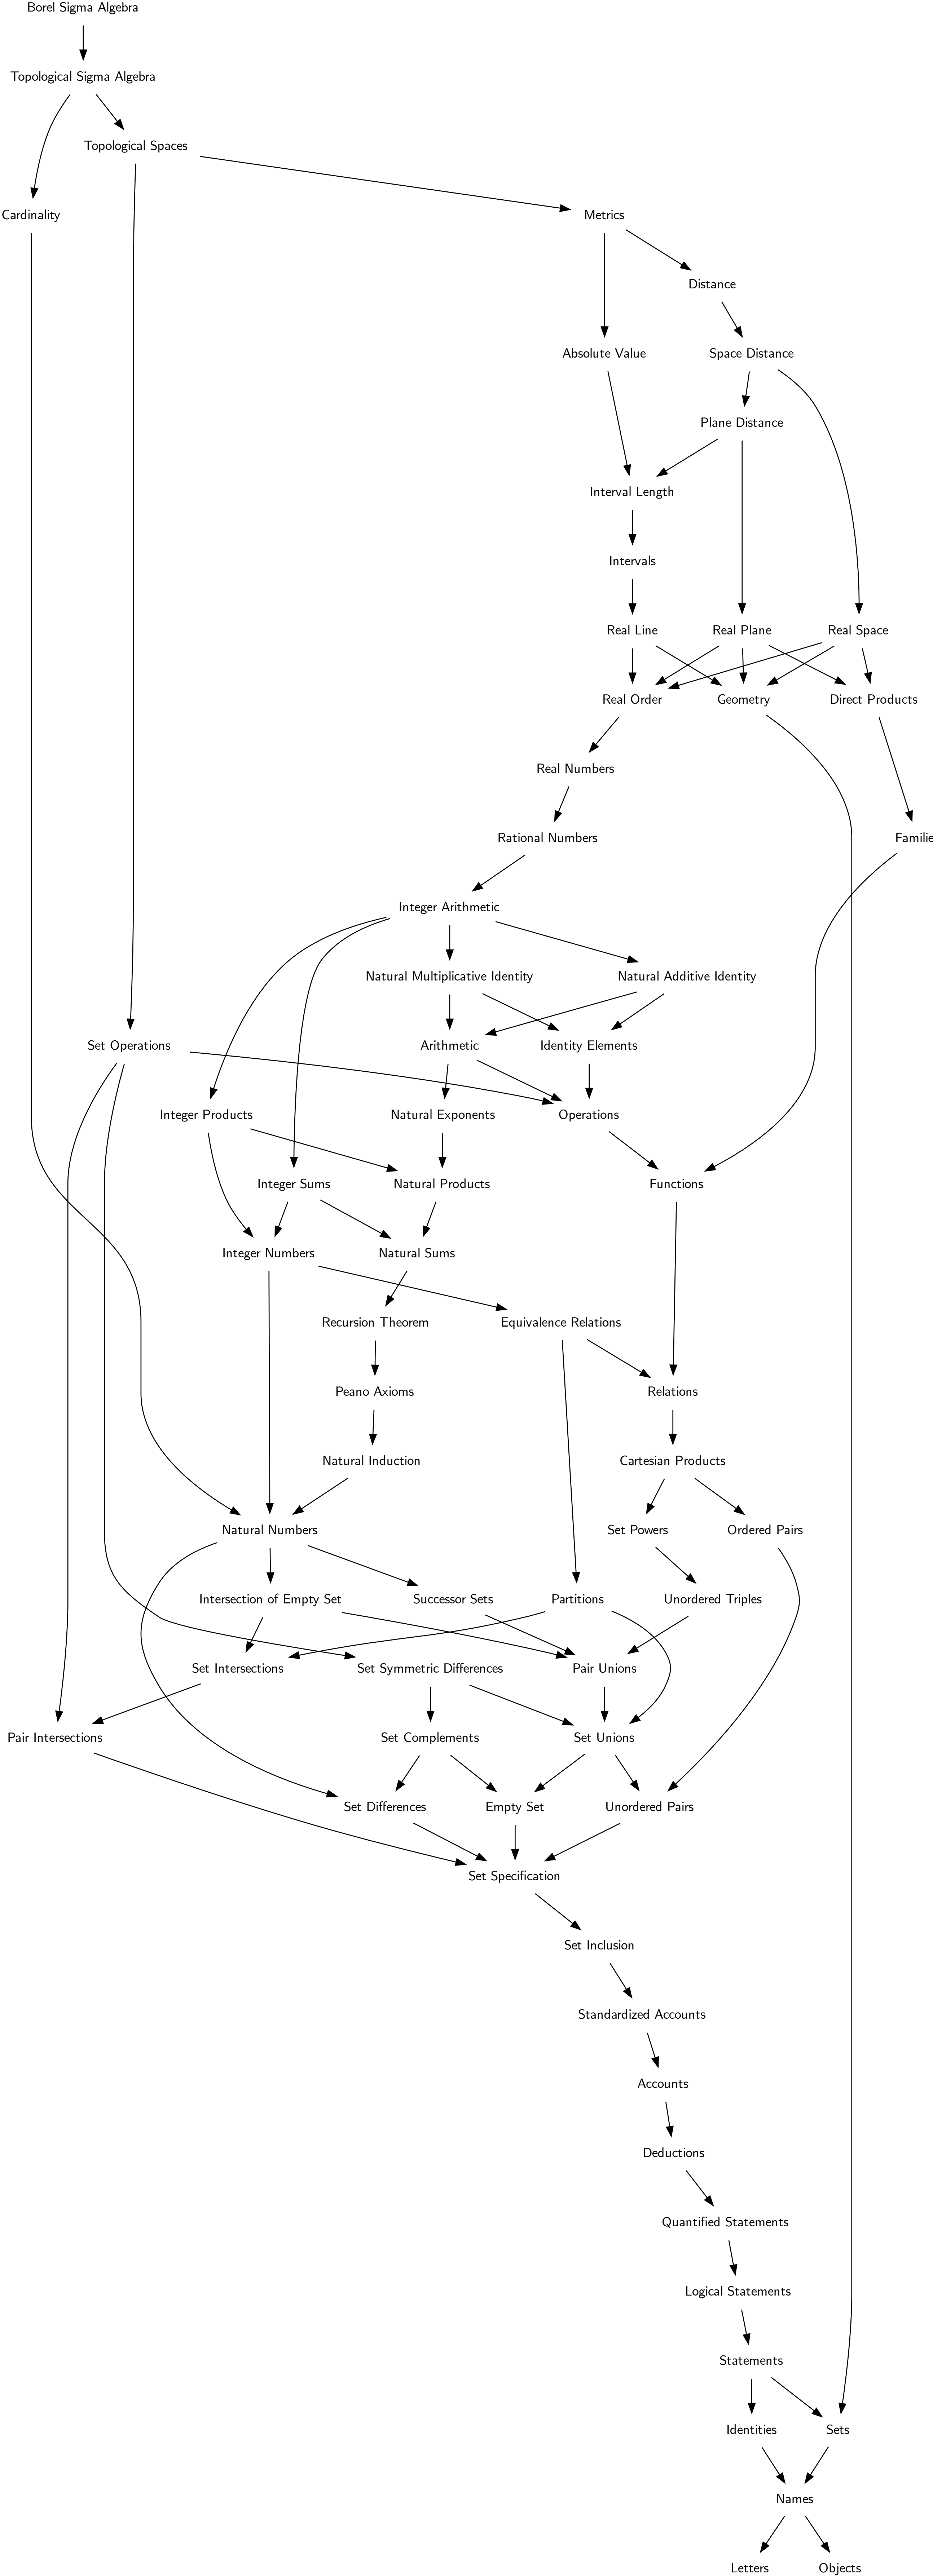 Borel Sigma Algebra
Topological Sigma Algebra
Topological Spaces
Cardinality
Metrics
Distance
Absolute Value
Space Distance
Plane Distance
Interval Length
Intervals
Real Line
Real Plane
Real Space
Real Order
Geometry
Direct Products
Real Numbers
Rational Numbers
Familie
Integer Arithmetic
Natural Multiplicative Identity
Natural Additive Identity
Set Operations
Arithmetic
Identity Elements
Integer Products
Natural Exponents
Operations
Integer Sums
Natural Products
Functions
Integer Numbers
Natural Sums
Recursion Theorem
Equivalence Relations
Peano Axioms
Relations
Natural Induction
Cartesian Products
Natural Numbers
Set Powers
Ordered Pairs
Intersection of Empty Set
Successor Sets
Partitions
Unordered Triples
Set Intersections
Set Symmetric Differences
Pair Unions
Pair Intersections
Set Complements
Set Unions
Set Differences
Empty Set
Unordered Pairs
Set Specification
Set Inclusion
Standardized Accounts
Accounts
Deductions
Quantified Statements
Logical Statements
Statements
Identities
Sets
Names
Letters
Objects